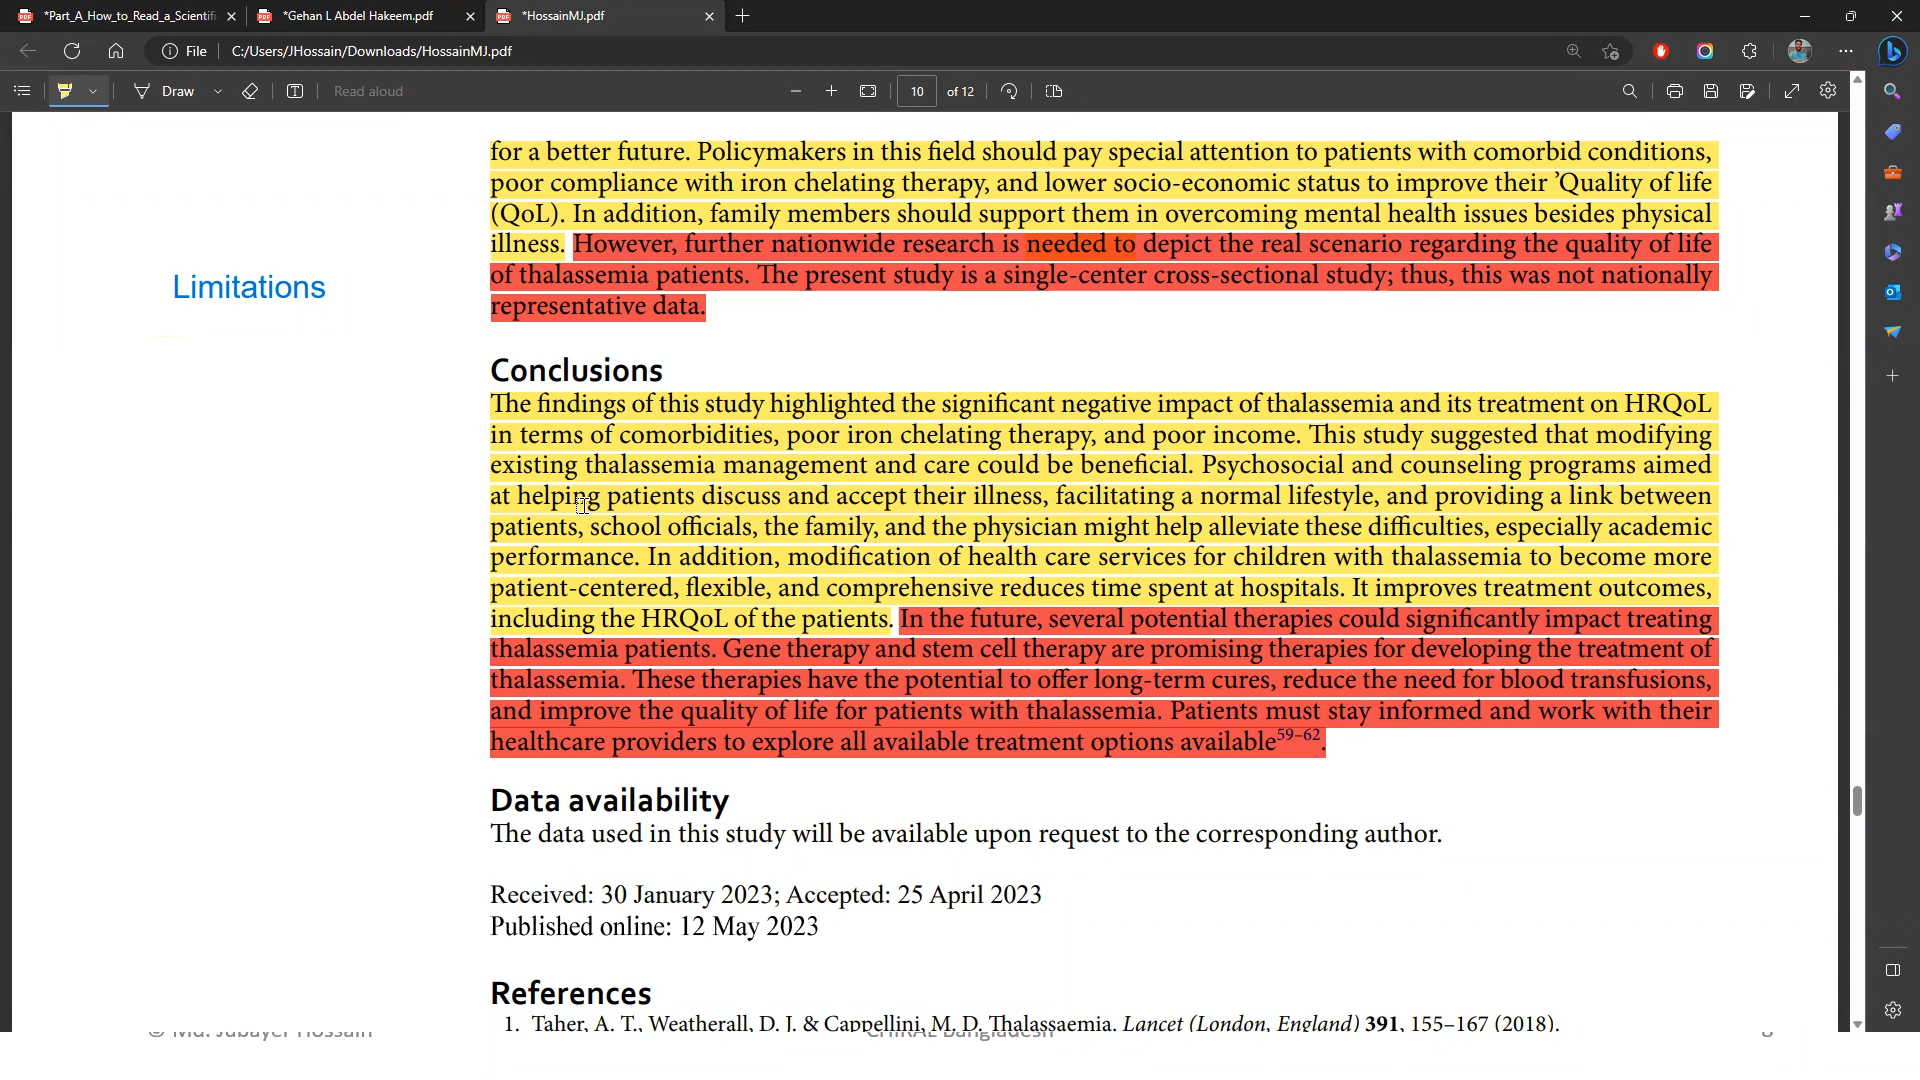 *Part_A_How_to_Read_a_Scientifi
*Gehan L Abdel Hakeem.pdf
*HossainMJ.pdf
File
C:/Users/JHossain/Downloads/HossainMJ.pdf
Draw
Read aloud
10 of 12
for a better future. Policymakers in this field should pay special attention to patients with comorbid conditions,
poor compliance with iron chelating therapy, and lower socio-economic status to improve their 'Quality of life
(QoL). In addition, family members should support them in overcoming mental health issues besides physical
illness. However, further nationwide research is needed to depict the real scenario regarding the quality of life
of thalassemia patients. The present study is a single-center cross-sectional study; thus, this was not nationally
representative data.
Limitations
Conclusions
The findings of this study highlighted the significant negative impact of thalassemia and its treatment on HRQoL
in terms of comorbidities, poor iron chelating therapy, and poor income. This study suggested that modifying
existing thalassemia management and care could be beneficial. Psychosocial and counseling programs aimed
at helping patients discuss and accept their illness, facilitating a normal lifestyle, and providing a link between
patients, school officials, the family, and the physician might help alleviate these difficulties, especially academic
performance. In addition, modification of health care services for children with thalassemia to become more
patient-centered, flexible, and comprehensive reduces time spent at hospitals. It improves treatment outcomes,
including the HRQoL of the patients. In the future, several potential therapies could significantly impact treating
thalassemia patients. Gene therapy and stem cell therapy are promising therapies for developing the treatment of
thalassemia. These therapies have the potential to offer long-term cures, reduce the need for blood transfusions,
and improve the quality of life for patients with thalassemia. Patients must stay informed and work with their
healthcare providers to explore all available treatment options available59–62.
Data availability
The data used in this study will be available upon request to the corresponding author.
Received: 30 January 2023; Accepted: 25 April 2023
Published online: 12 May 2023
References
1. Taher, A. T., Weatherall, D. J. & Cappellini, M. D. Thalassaemia. Lancet (London, England) 391, 155–167 (2018).
© Md. Jubayer Hossain
CHIRAL Bangladesh